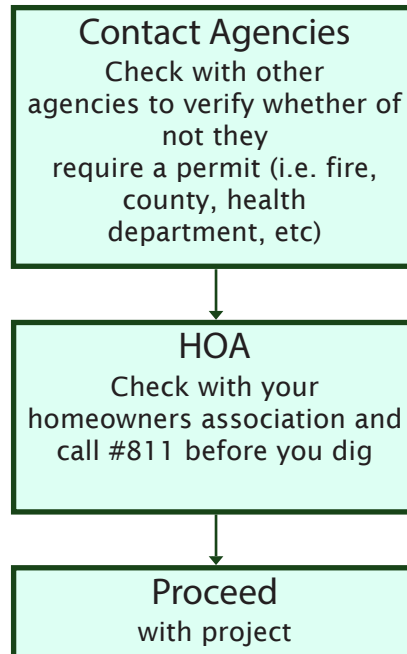 Contact Agencies
Check with other
agencies to verify whether of
not they
require a permit (i.e. fire,
county, health
department, etc)
HOA
Check with your
homeowners association and
call #811 before you dig
Proceed
with project